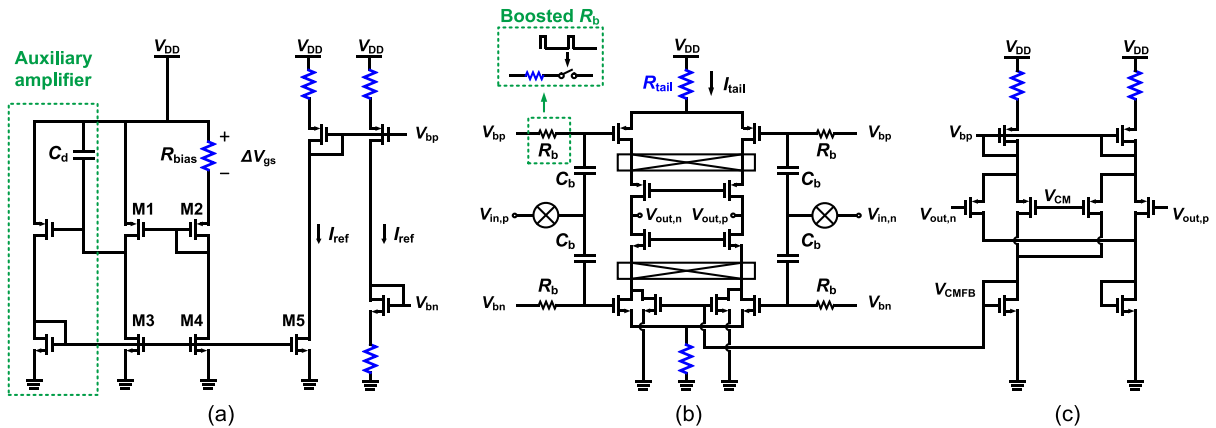 Boosted Rb
VDD
VDD
VDD
VDD
VDD
VDD
Auxiliary
amplifier
Cd
Rbias
+
ΔVgs
−
Rtail
Itail
Vbp
Vbp
Rb
Vbp
Rb
Vbp
Cb
Cb
M1
M2
Iref
Iref
Vin,p
Vout,n
Vout,p
Vin,n
Vout,n
VCM
Vout,p
Cb
Cb
Vbn
Vbn
Rb
Rb
Vbn
VCMFB
M3
M4
M5
(a)
(b)
(c)